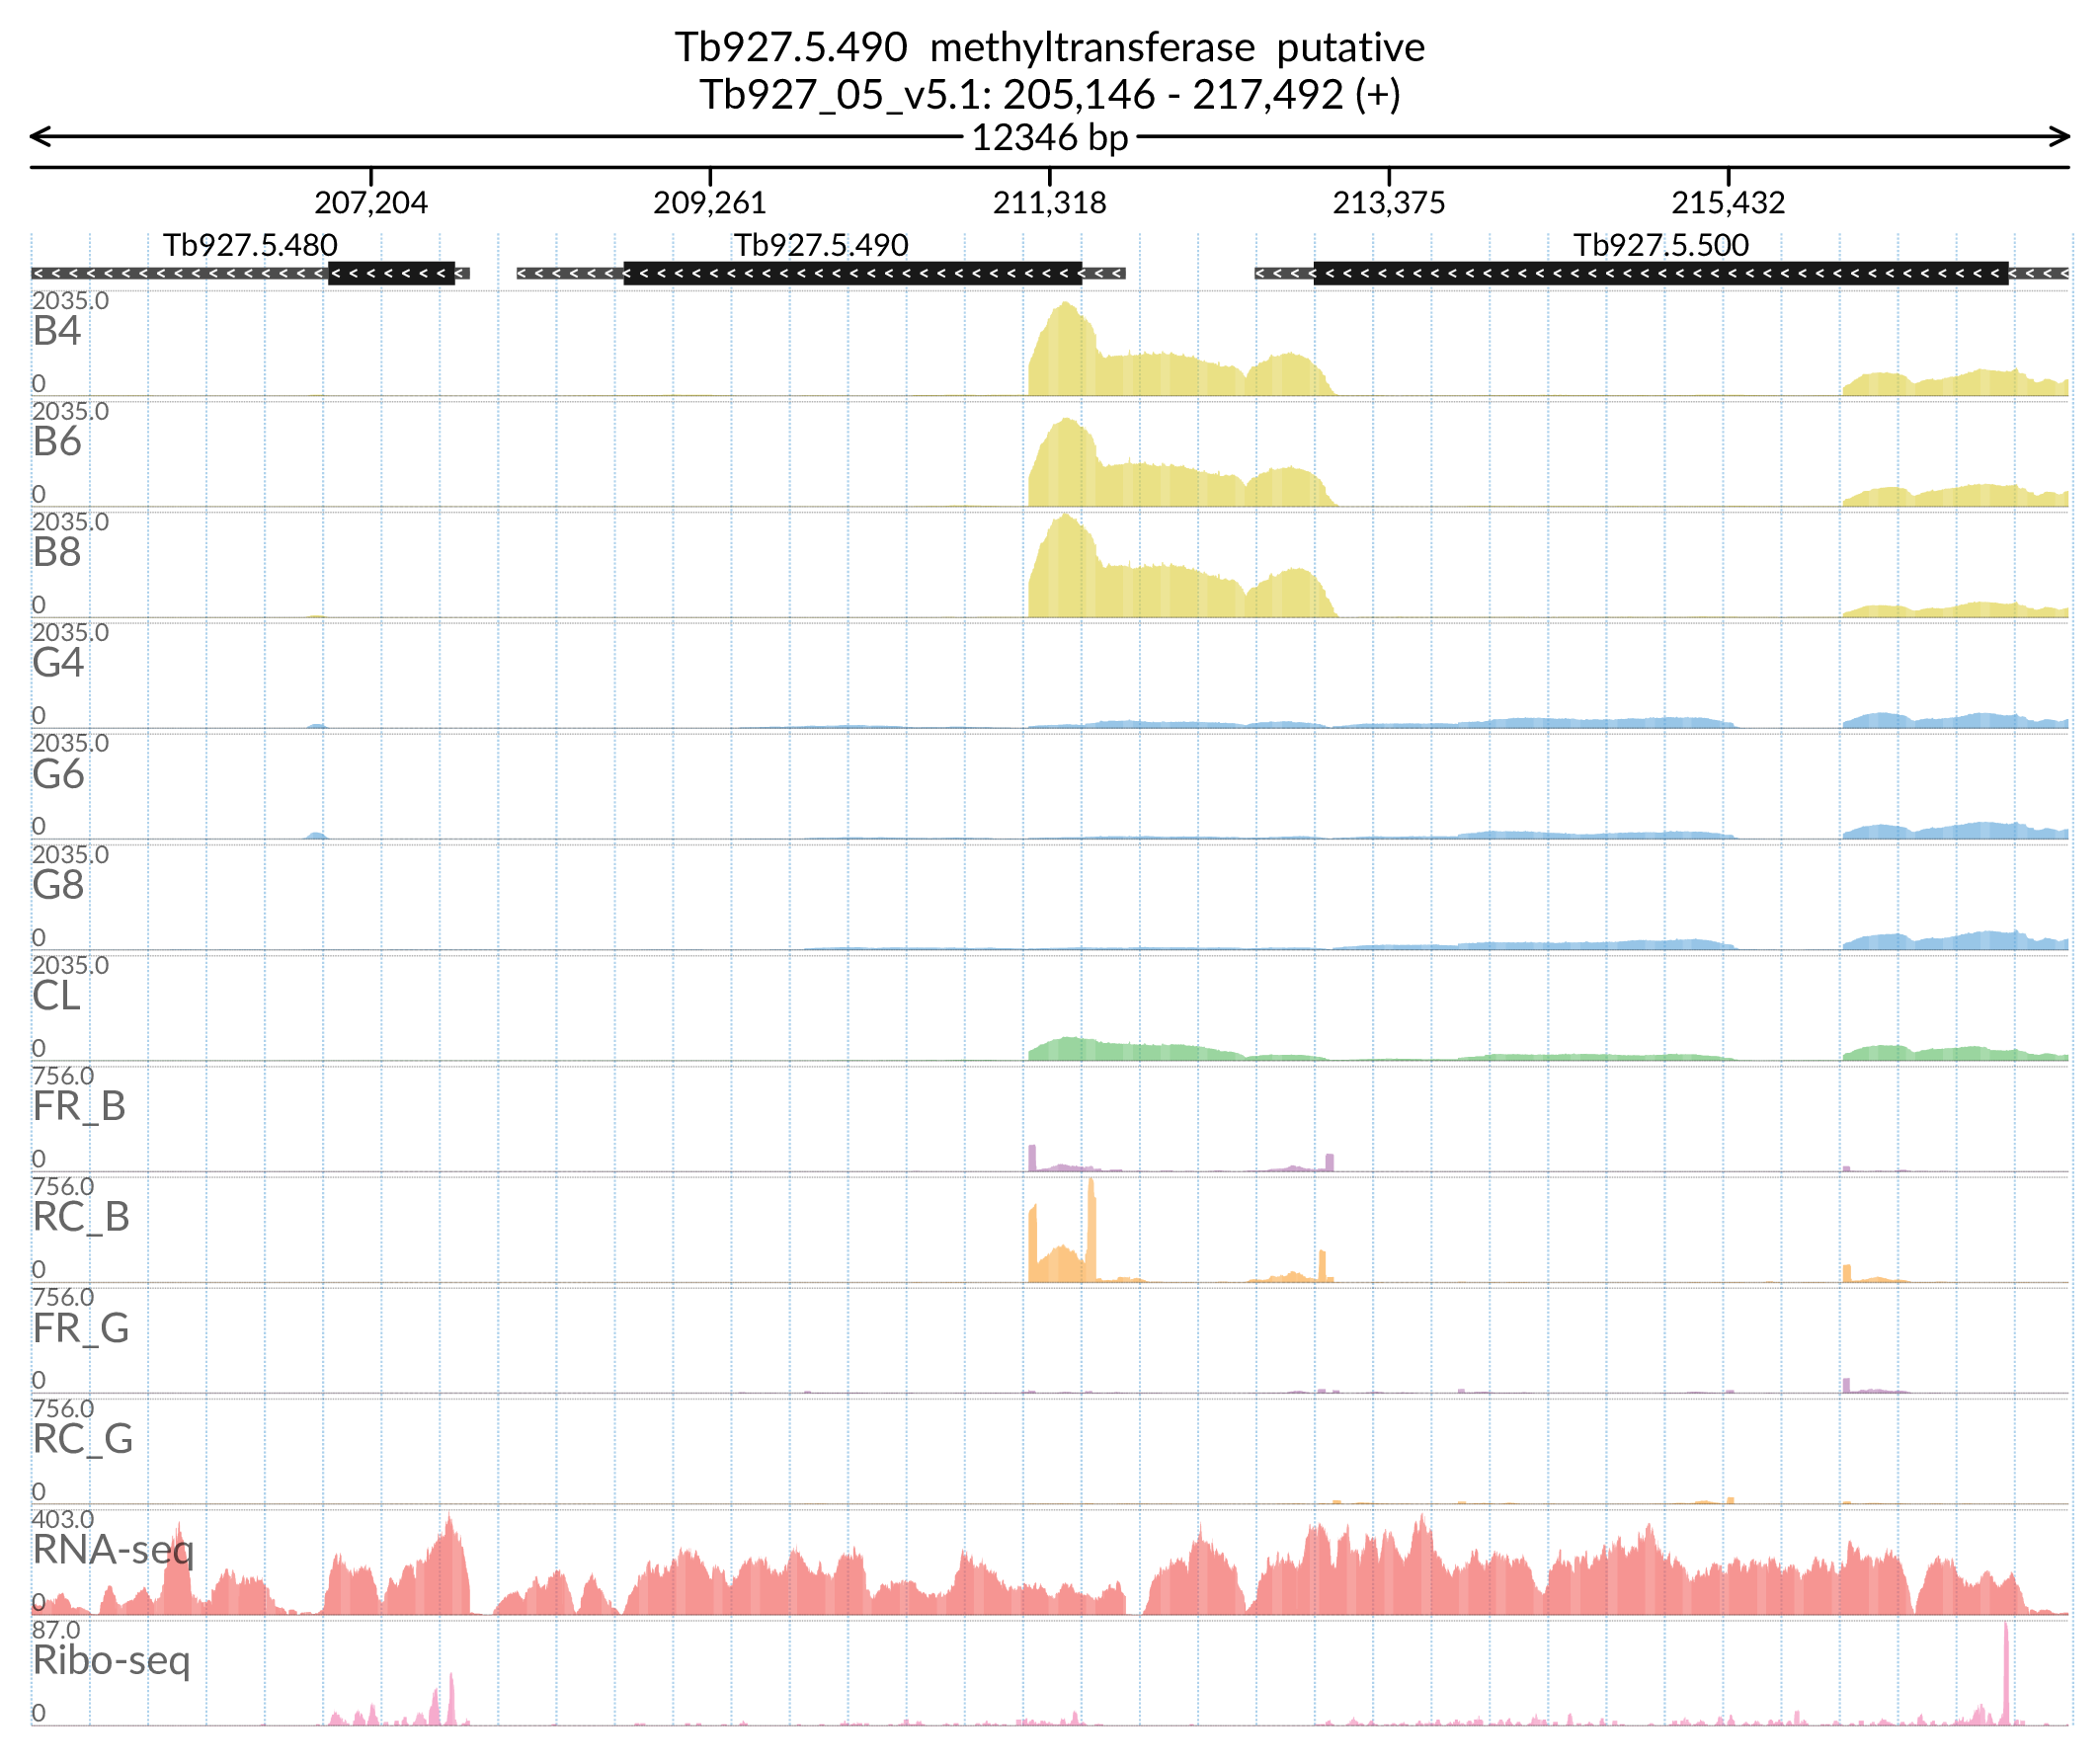 Tb927.5.490 methyltransferase putative
Tb927_05_v5.1: 205,146 - 217,492 (+)
12346 bp
207,204 209,261 211,318 213,375 215,432
Tb927.5.480 Tb927.5.490 Tb927.5.500
2035.0
B4
0
2035.0
B6
0
2035.0
B8
0
2035.0
G4
0
2035.0
G6
0
2035.0
G8
0
2035.0
CL
0
756.0
FR_B
0
756.0
RC_B
0
756.0
FR_G
0
756.0
RC_G
0
403.0
RNA-seq
0
87.0
Ribo-seq
0